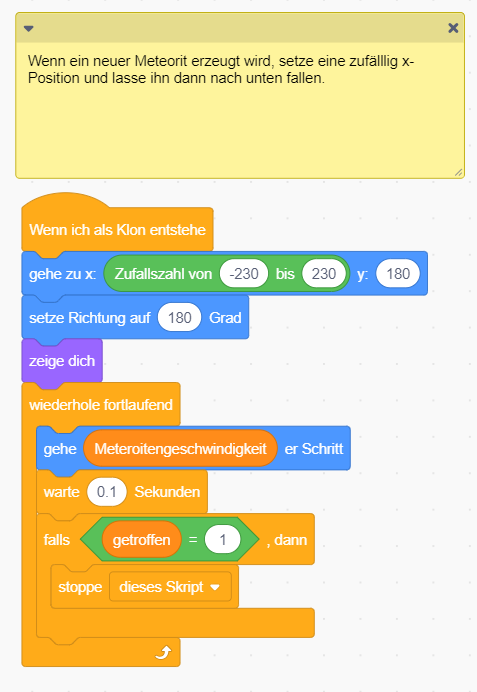 Wenn ein neuer Meteorit erzeugt wird, setze eine zufälllig x-
Position und lasse ihn dann nach unten fallen.
Wenn ich als Klon entstehe
gehe zu x: Zufallszahl von -230 bis 230 y: 180
setze Richtung auf 180 Grad
zeige dich
wiederhole fortlaufend
gehe Meteroitengeschwindigkeit er Schritt
warte 0.1 Sekunden
falls getroffen = 1 , dann
stoppe dieses Skript